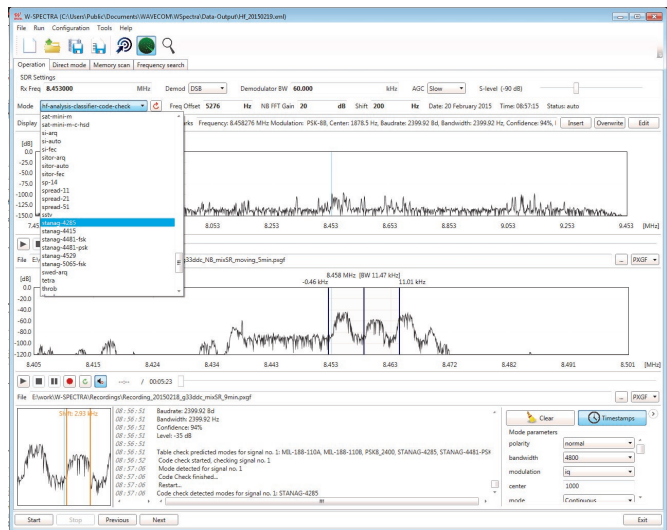 W-SPECTRA (C:\Users\Public\Documents\WAVECOM\WSpectra\Data-Output\Hf_20150219.xml)
File Run Configuration Tools Help
Operation Direct mode Memory scan Frequency search
SDR Settings
Rx Freq 8.453000 MHz Demod DSB Demodulator BW 60.000 kHz AGC Slow S-level (-90 dB)
Mode hf-analysis-classifier-code-check Freq Offset 5276 Hz NB FFT Gain 20 dB Shift 200 Hz Date: 20 February 2015 Time: 08:57:15 Status: auto
Display Frequency: 8.458276 MHz Modulation: PSK-8B, Center: 1878.5 Hz, Baudrate: 2399.92 Bd, Bandwidth: 2399.92 Hz, Confidence: 94%, Insert Overwrite Edit
sat-mini-m
sat-mini-m-c-hsd
si-arq
si-auto
si-fec
sitor-arq
sitor-auto
sitor-fec
sp-14
spread-11
spread-21
spread-51
sstv
stanag-4285
stanag-4415
stanag-4481-fsk
stanag-4481-psk
stanag-4529
stanag-5065-fsk
swed-arq
tetra
throb
[dB]
0.0
-25.0
-50.0
-75.0
-100.0
-125.0
-150.0
8.053 8.253 8.453 8.653 8.853 9.053 9.253 9.453 [MHz]
File g33ddc_NB_mixSR_moving_5min.pxgf ... PXGF
[dB]
8.458 MHz [BW 11.47 kHz]
-0.46 kHz 11.01 kHz
0.0
-20.0
-40.0
-60.0
-80.0
-100.0
-120.0
8.405 8.415 8.424 8.434 8.443 8.453 8.463 8.472 8.482 8.491 8.501 [MHz]
--:-- / 00:05:23
File E:\work\W-SPECTRA\Recordings\Recording_20150218_g33ddc_mixSR_9min.pxgf ... PXGF
Shift: 2.93 kHz
08:56:51 Baudrate: 2399.92 Bd
08:56:51 Bandwidth: 2399.92 Hz
08:56:51 Confidence: 94%
08:56:51 Level: -35 dB
08:56:51
08:56:51 Table check predicted modes for signal no. 1: MIL-188-110A, MIL-188-110B, PSK8_2400, STANAG-4285, STANAG-4481-PSK
08:56:52 Code check started, checking signal no. 1
08:57:06 Mode detected for signal no. 1
08:57:06 Code Check finished...
08:57:06 Restart...
08:57:06 Code check detected modes for signal no. 1: STANAG-4285
Clear Timestamps
Mode parameters
polarity normal
bandwidth 4800
modulation iq
center 1000
mode Continuous
Start Stop Previous Next Exit